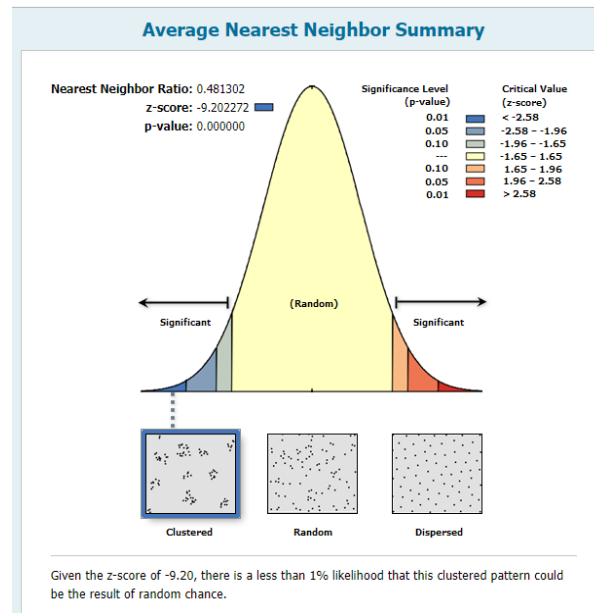 Average Nearest Neighbor Summary
Nearest Neighbor Ratio: 0.481302
z-score: -9.202272
p-value: 0.000000
Significance Level (p-value)
Critical Value (z-score)
0.01 < -2.58
0.05 -2.58 – -1.96
0.10 -1.96 – -1.65
--- -1.65 – 1.65
0.10 1.65 – 1.96
0.05 1.96 – 2.58
0.01 > 2.58
(Random)
Significant Significant
Clustered Random Dispersed
Given the z-score of -9.20, there is a less than 1% likelihood that this clustered pattern could
be the result of random chance.